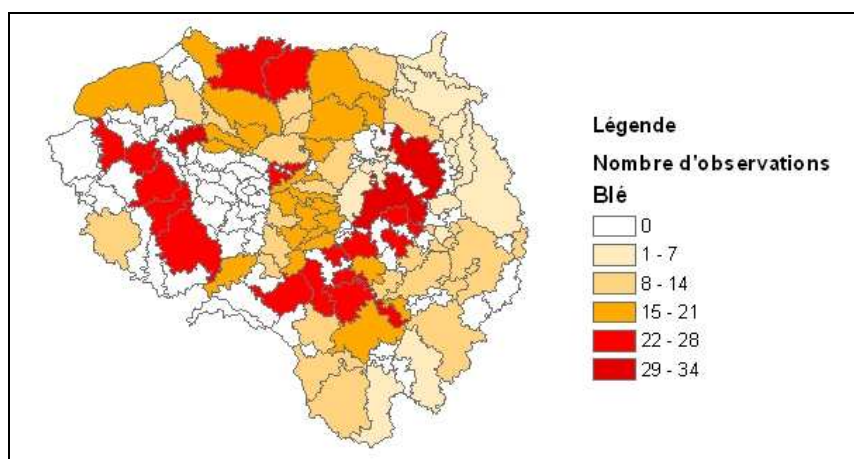 Légende
Nombre d'observations
Blé
0
1 - 7
8 - 14
15 - 21
22 - 28
29 - 34